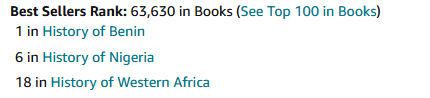 Best Sellers Rank: 63,630 in Books (See Top 100 in Books)
1 in History of Benin
6 in History of Nigeria
18 in History of Western Africa